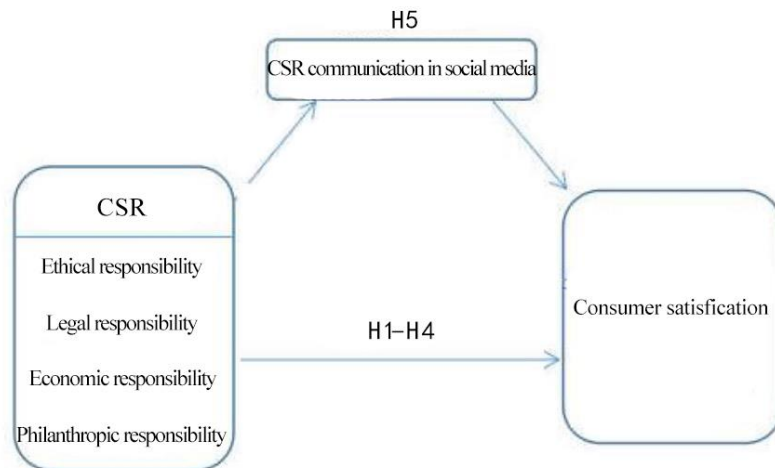 H5
CSR communication in social media
CSR
Ethical responsibility
Legal responsibility
Economic responsibility
Philanthropic responsibility
H1-H4
Consumer satisfication